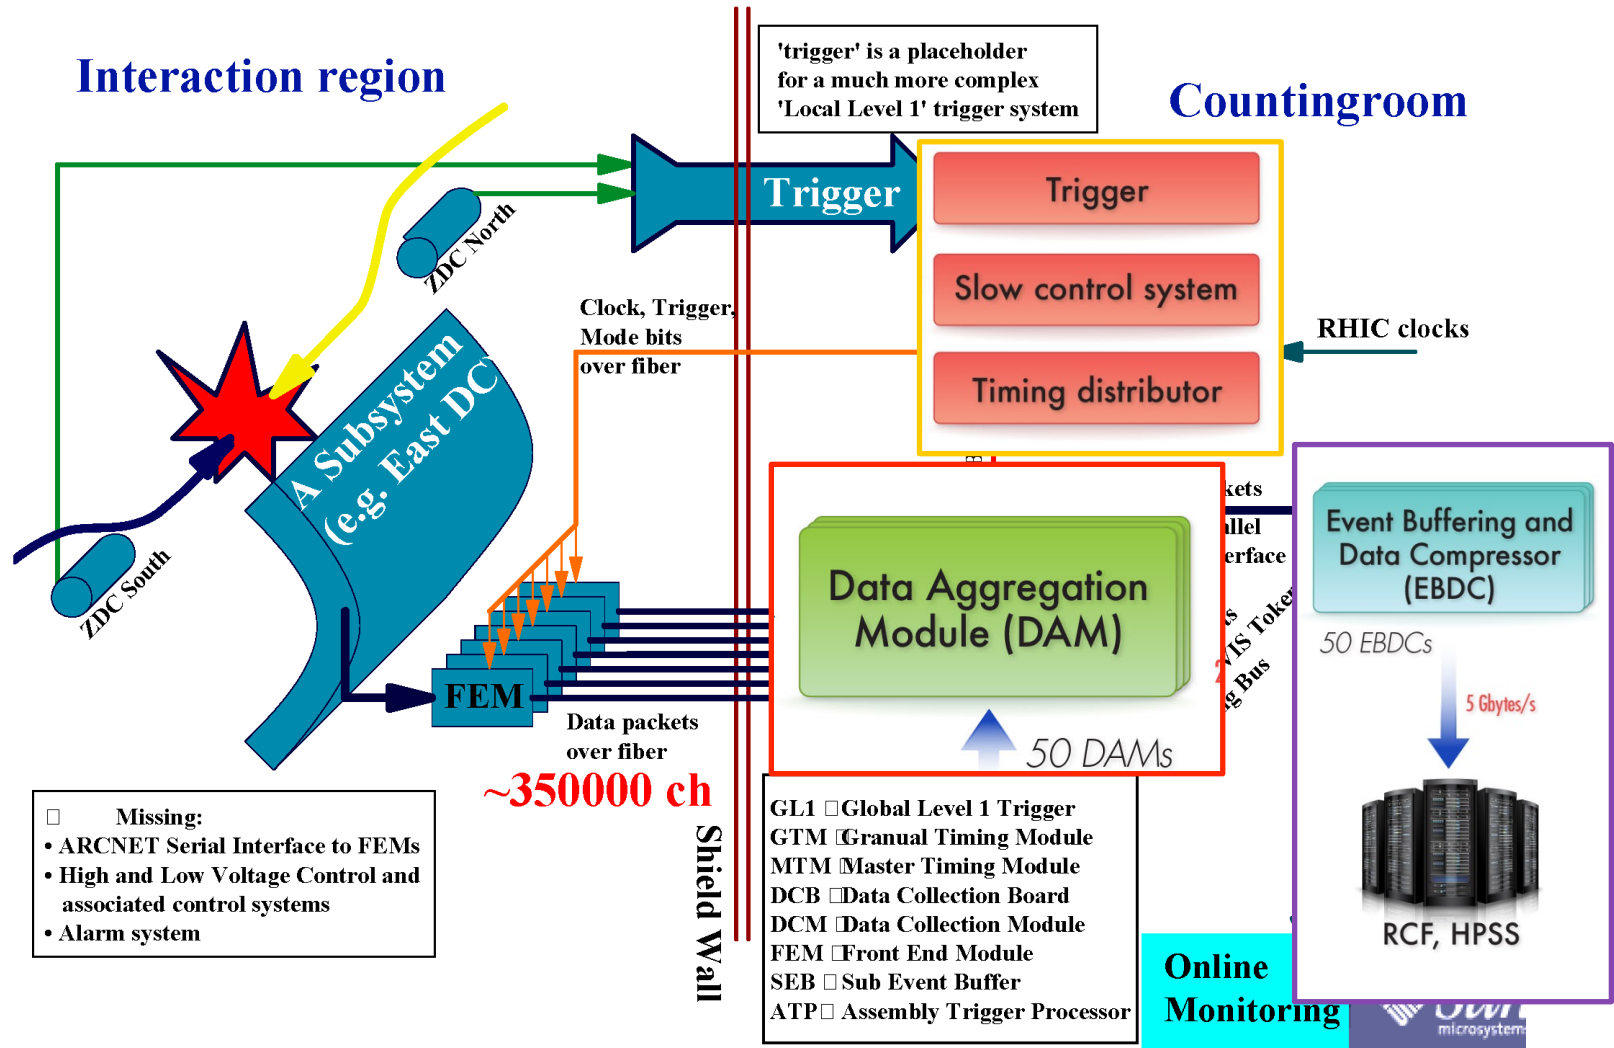 Interaction region
'trigger' is a placeholder
for a much more complex
'Local Level 1' trigger system
Countingroom
Trigger
Trigger
ZDC North
Slow control system
Clock, Trigger,
Mode bits
over fiber
RHIC clocks
Timing distributor
A Subsystem
(e.g. East DC)
ZDC South
Data Aggregation
Module (DAM)
50 DAMs
kets
allel
erface
ts
VIS Token
g Bus
Event Buffering and
Data Compressor
(EBDC)
50 EBDCs
5 Gbytes/s
RCF, HPSS
FEM
Data packets
over fiber
~350000 ch
Shield Wall
Missing:
• ARCNET Serial Interface to FEMs
• High and Low Voltage Control and
associated control systems
• Alarm system
GL1 Global Level 1 Trigger
GTM Granual Timing Module
MTM Master Timing Module
DCB Data Collection Board
DCM Data Collection Module
FEM Front End Module
SEB Sub Event Buffer
ATP Assembly Trigger Processor
Online
Monitoring
Sun
microsystems